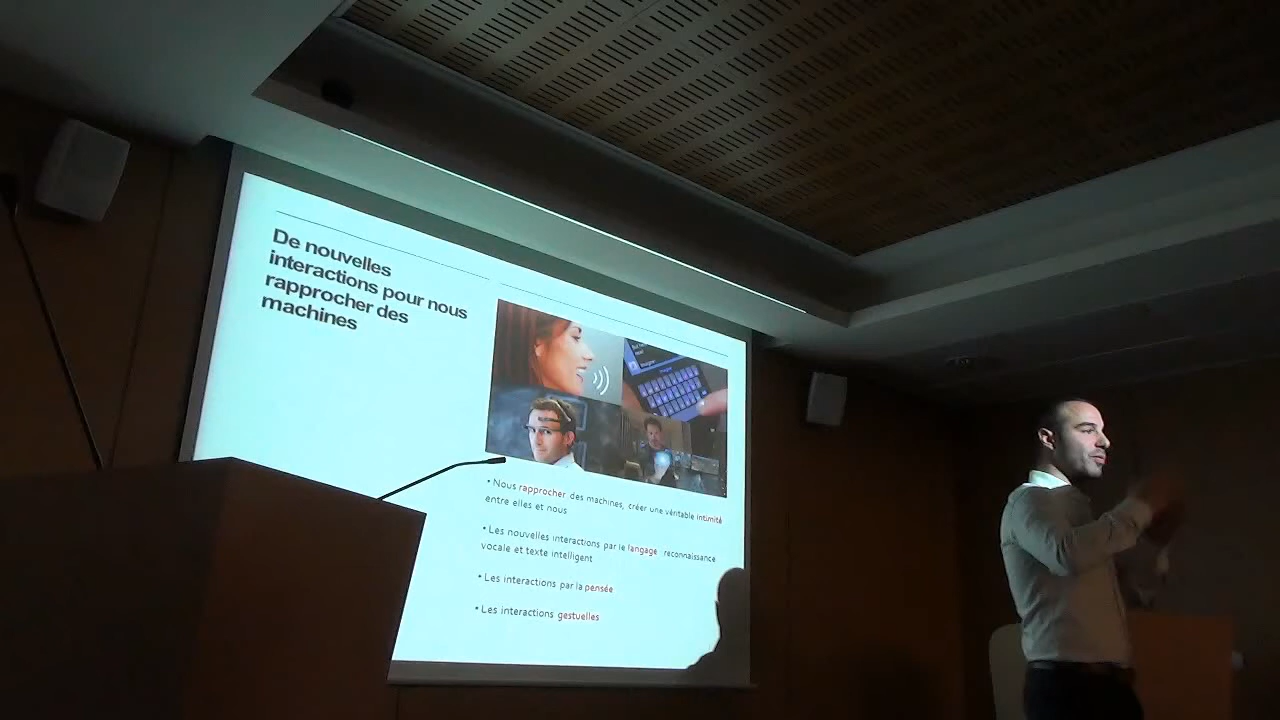 De nouvelles
interactions pour nous
rapprocher des
machines
• Nous rapprocher des machines, créer une véritable intimité
entre elles et nous
• Les nouvelles interactions par le langage reconnaissance
vocale et texte intelligent
• Les interactions par la pensée
• Les interactions gestuelles